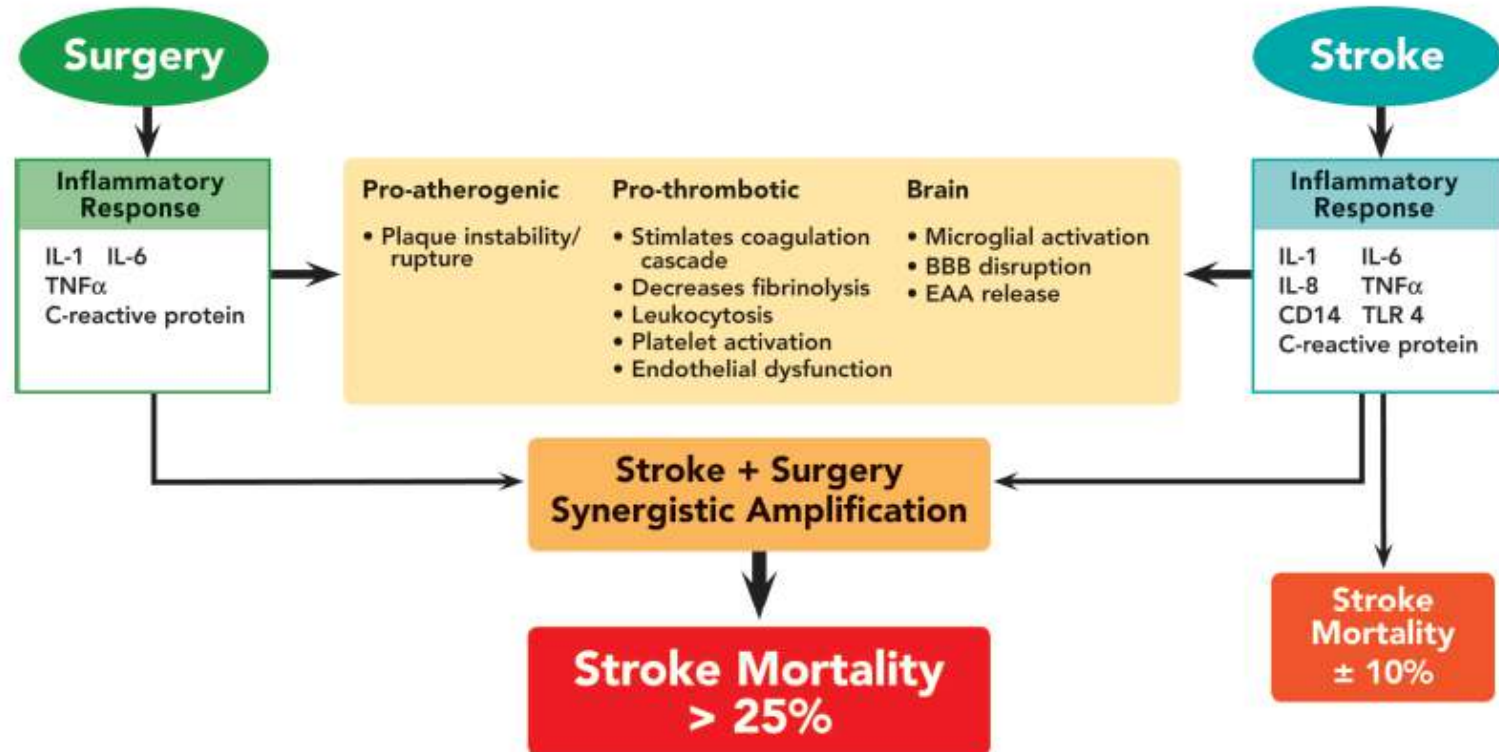 Surgery
Stroke
Inflammatory
Response
IL-1 IL-6
TNFα
C-reactive protein
Pro-atherogenic
• Plaque instability/
rupture
Pro-thrombotic
• Stimlates coagulation
cascade
• Decreases fibrinolysis
• Leukocytosis
• Platelet activation
• Endothelial dysfunction
Brain
• Microglial activation
• BBB disruption
• EAA release
Inflammatory
Response
IL-1 IL-6
IL-8 TNFα
CD14 TLR 4
C-reactive protein
Stroke + Surgery
Synergistic Amplification
Stroke Mortality
> 25%
Stroke
Mortality
± 10%